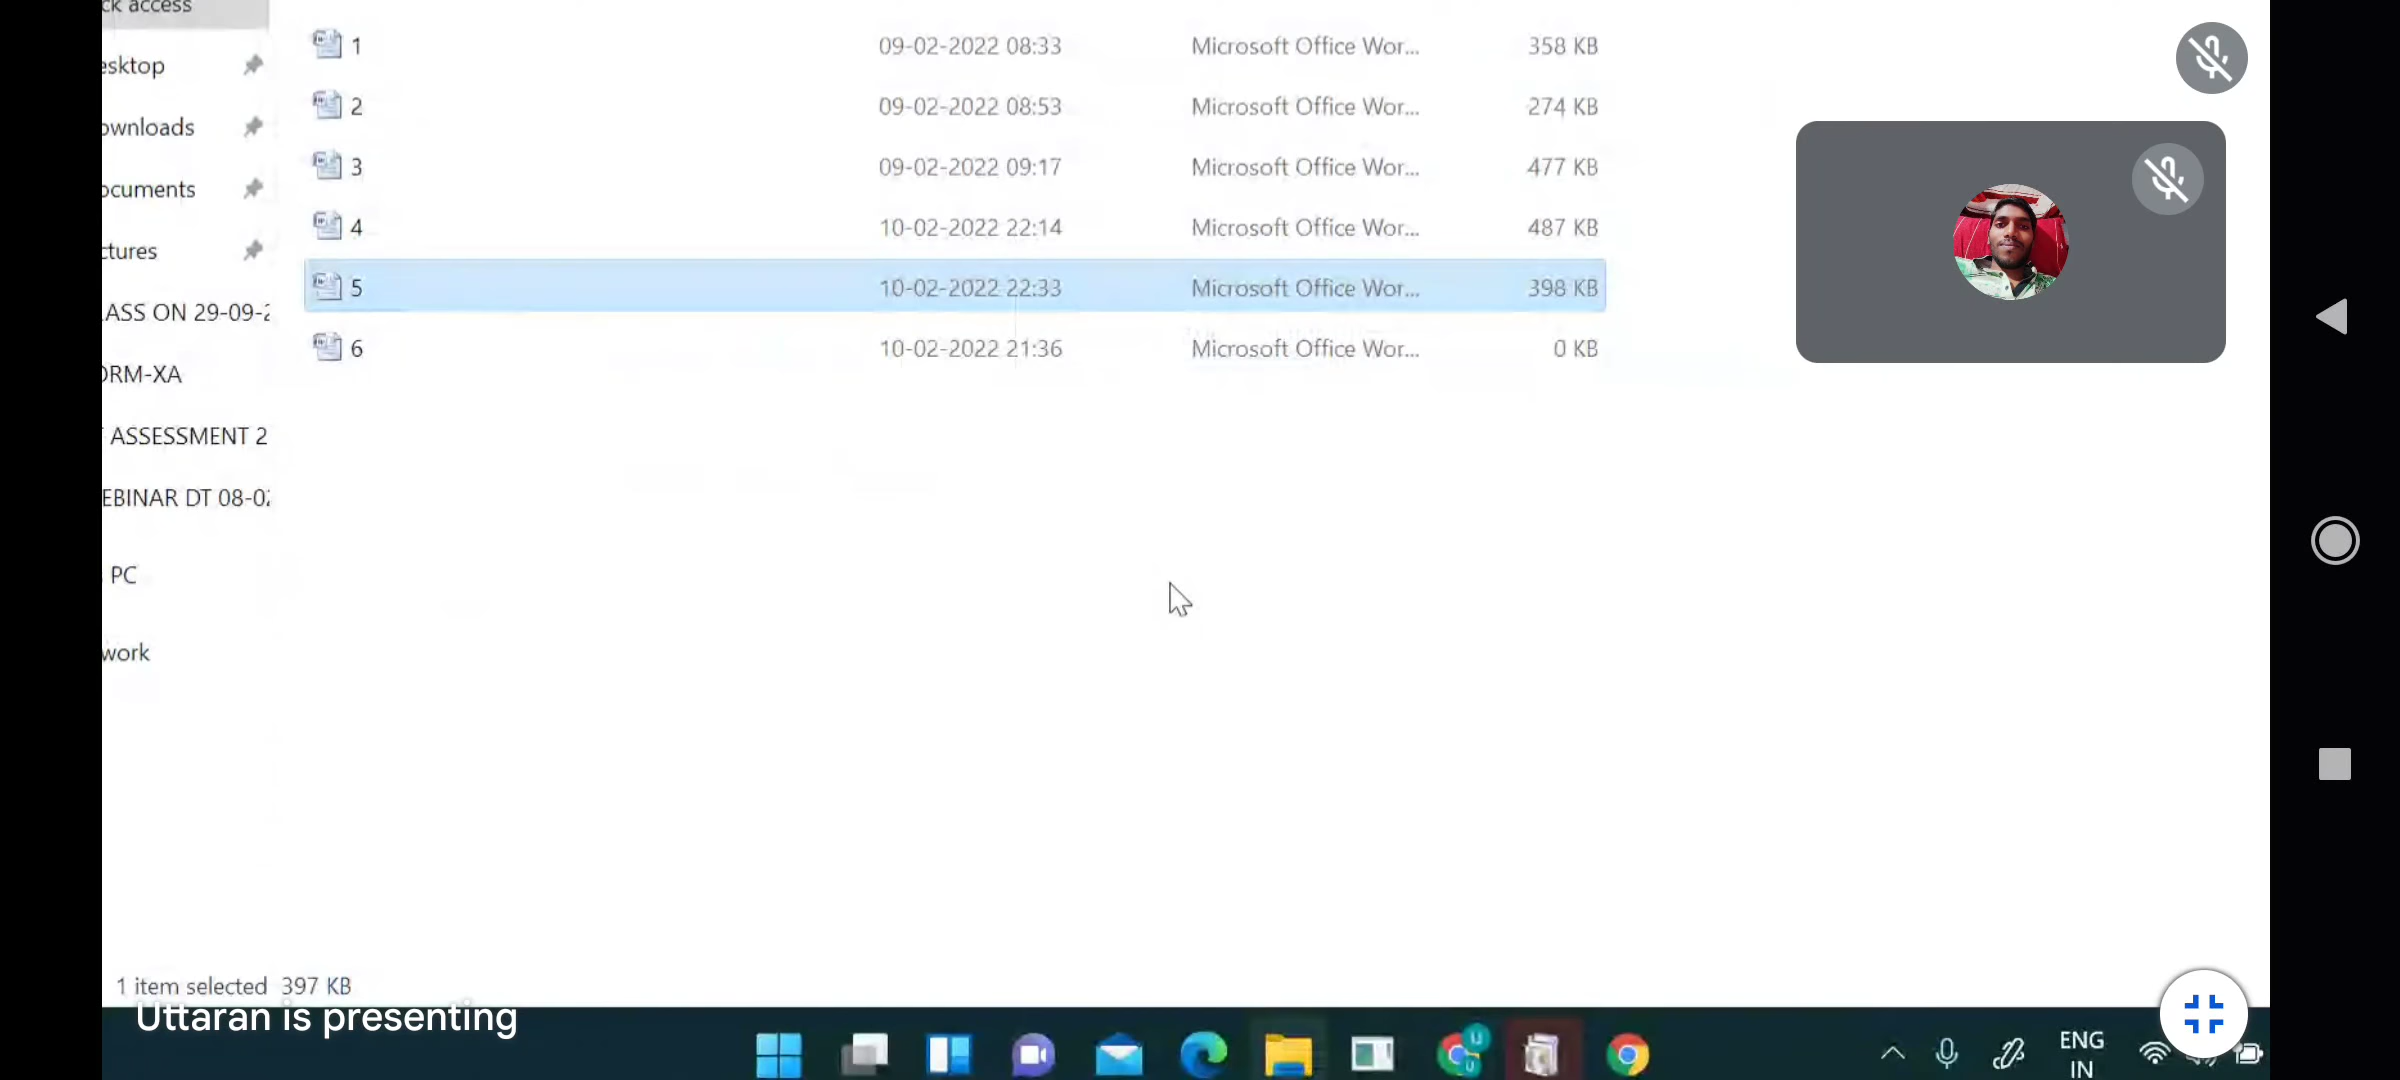 ck access
esktop
ownloads
ocuments
ctures
ASS ON 29-09-2
ORM-XA
ASSESSMENT 2
EBINAR DT 08-02
PC
work
1 09-02-2022 08:33 Microsoft Office Wor... 358 KB
2 09-02-2022 08:53 Microsoft Office Wor... 274 KB
3 09-02-2022 09:17 Microsoft Office Wor... 477 KB
4 10-02-2022 22:14 Microsoft Office Wor... 487 KB
5 10-02-2022 22:33 Microsoft Office Wor... 398 KB
6 10-02-2022 21:36 Microsoft Office Wor... 0 KB
1 item selected 397 KB
Uttaran is presenting
U
U
ENG
IN